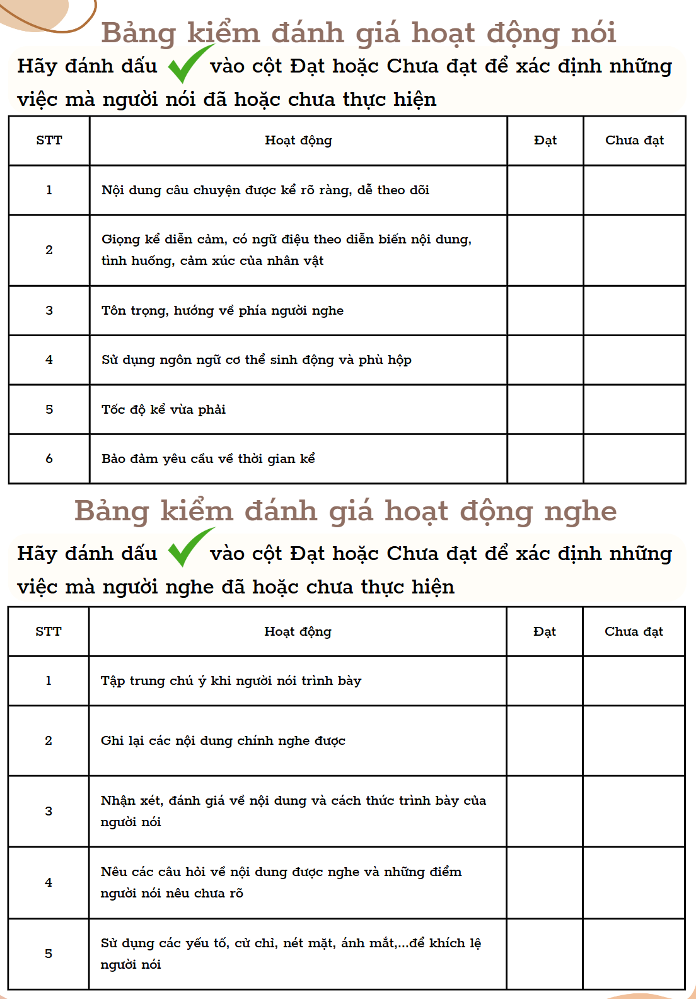 Bảng kiểm đánh giá hoạt động nói
Hãy đánh dấu vào cột Đạt hoặc Chưa đạt để xác định những
việc mà người nói đã hoặc chưa thực hiện
STT Hoạt động Đạt Chưa đạt
1 Nội dung câu chuyện được kể rõ ràng, dễ theo dõi
2 Giọng kể diễn cảm, có ngữ điệu theo diễn biến nội dung,
tình huống, cảm xúc của nhân vật
3 Tôn trọng, hướng về phía người nghe
4 Sử dụng ngôn ngữ cơ thể sinh động và phù hộp
5 Tốc độ kể vừa phải
6 Bảo đảm yêu cầu về thời gian kể
Bảng kiểm đánh giá hoạt động nghe
Hãy đánh dấu vào cột Đạt hoặc Chưa đạt để xác định những
việc mà người nghe đã hoặc chưa thực hiện
STT Hoạt động Đạt Chưa đạt
1 Tập trung chú ý khi người nói trình bày
2 Ghi lại các nội dung chính nghe được
3 Nhận xét, đánh giá về nội dung và cách thức trình bày của
người nói
4 Nêu các câu hỏi về nội dung được nghe và những điểm
người nói nêu chưa rõ
5 Sử dụng các yếu tố, cử chỉ, nét mặt, ánh mắt,...để khích lệ
người nói